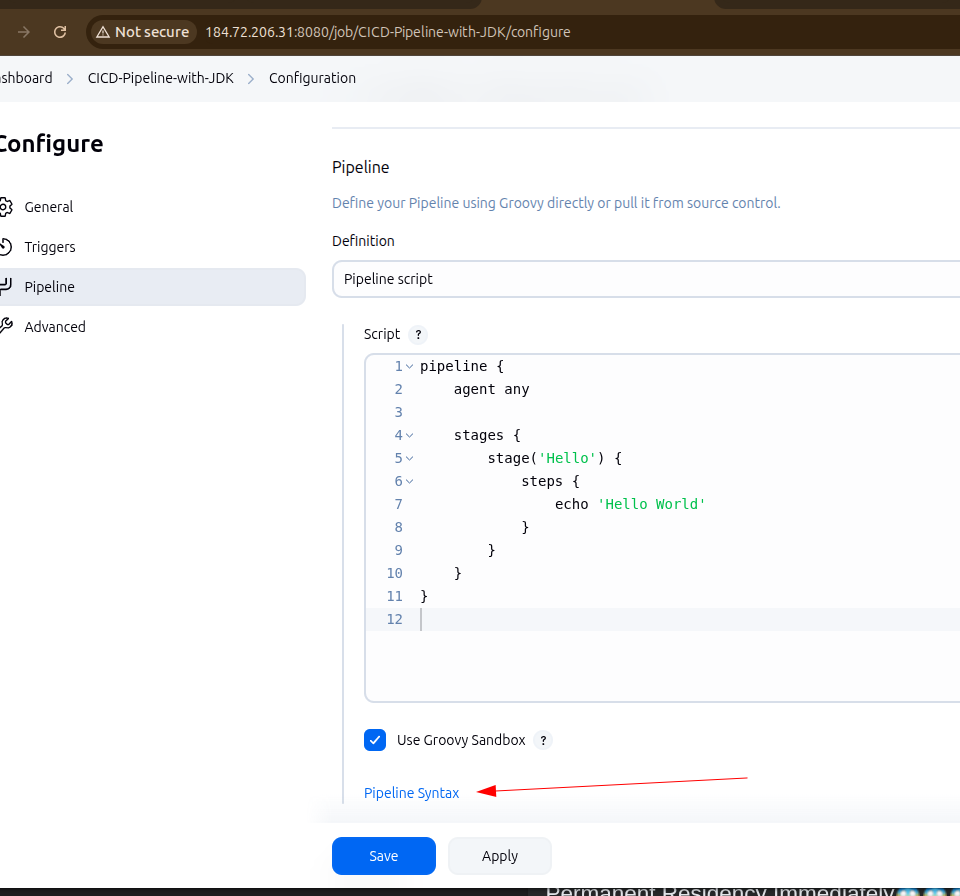 Not secure 184.72.206.31:8080/job/CICD-Pipeline-with-JDK/configure
shboard CICD-Pipeline-with-JDK Configuration
Configure
General
Triggers
Pipeline
Advanced
Pipeline
Define your Pipeline using Groovy directly or pull it from source control.
Definition
Pipeline script
Script ?
1 pipeline {
2     agent any
3
4     stages {
5         stage('Hello') {
6             steps {
7                 echo 'Hello World'
8             }
9         }
10     }
11 }
12
Use Groovy Sandbox ?
Pipeline Syntax
Save Apply
Permanent Residency Immediately